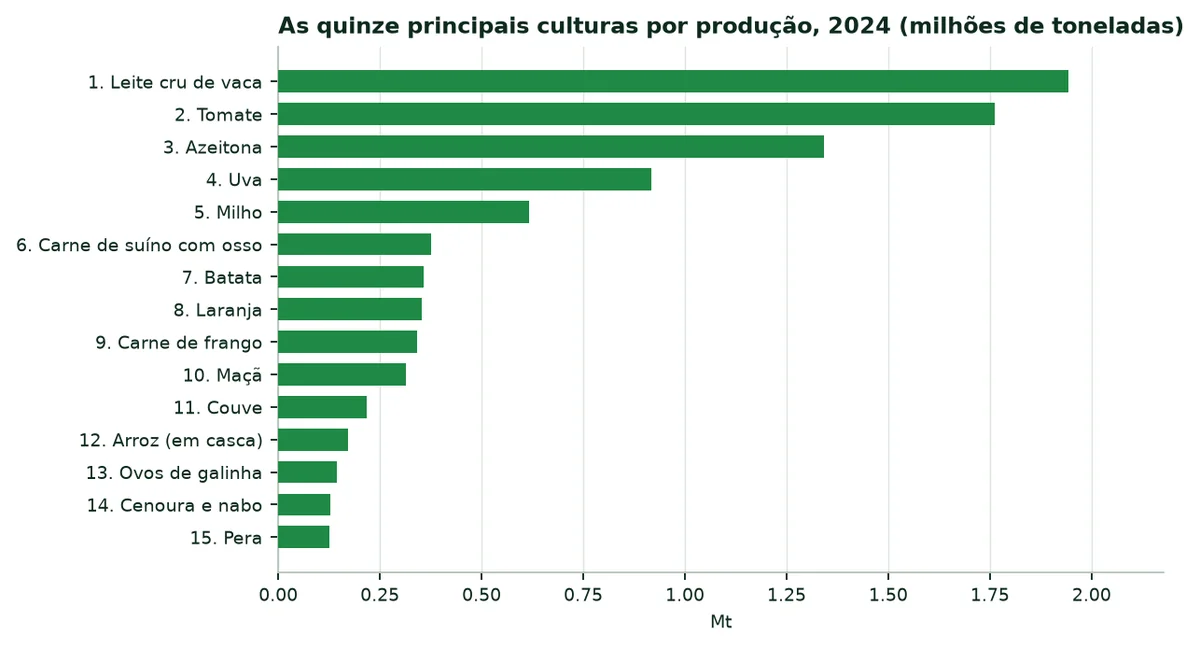 As quinze principais culturas por produção, 2024 (milhões de toneladas)
1. Leite cru de vaca
2. Tomate
3. Azeitona
4. Uva
5. Milho
6. Carne de suíno com osso
7. Batata
8. Laranja
9. Carne de frango
10. Maçã
11. Couve
12. Arroz (em casca)
13. Ovos de galinha
14. Cenoura e nabo
15. Pera
0.00 0.25 0.50 0.75 1.00 1.25 1.50 1.75 2.00
Mt